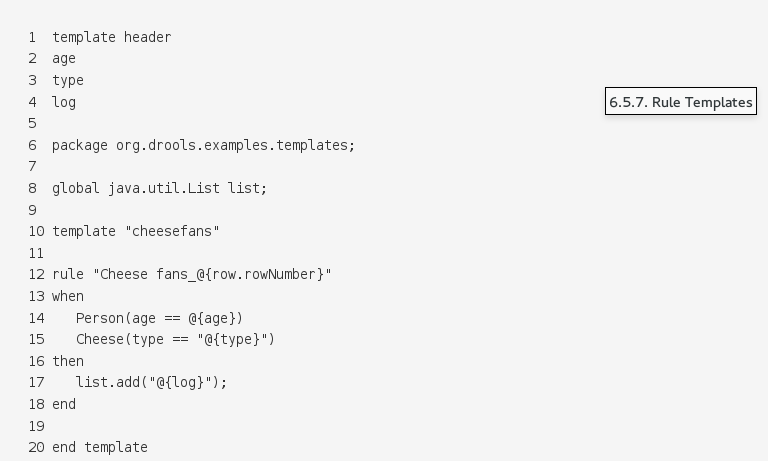 1 template header
2 age
3 type
4 log
6.5.7. Rule Templates
5
6 package org.drools.examples.templates;
7
8 global java.util.List list;
9
10 template "cheesefans"
11
12 rule "Cheese fans_@{row.rowNumber}"
13 when
14    Person(age == @{age})
15    Cheese(type == "@{type}")
16 then
17    list.add("@{log}");
18 end
19
20 end template